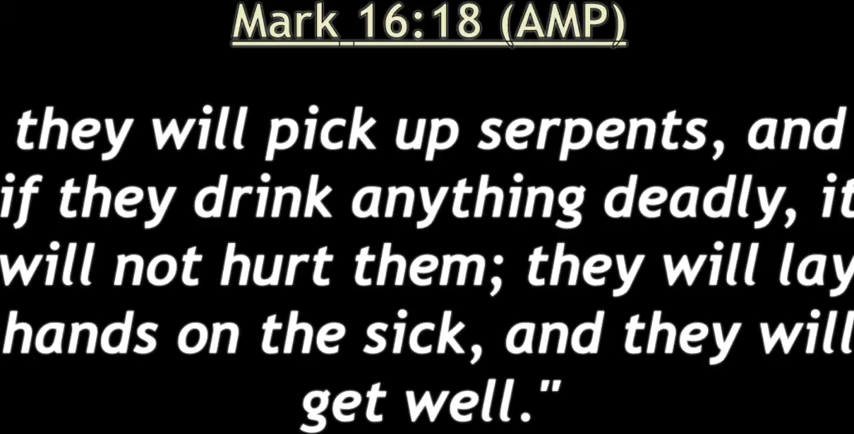 Mark 16:18 (AMP)
they will pick up serpents, and
if they drink anything deadly, it
will not hurt them; they will lay
hands on the sick, and they will
get well."